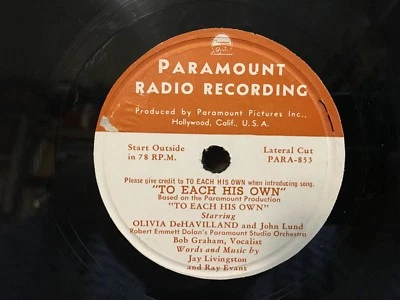 PARAMOUNT
RADIO RECORDING
Produced by Paramount Pictures Inc.,
Hollywood, Calif., U. S. A.
Start Outside
in 78 R.P.M.
Lateral Cut
PARA-853
Please give credit to TO EACH HIS OWN when introducing song.
"TO EACH HIS OWN"
Based on the Paramount Production
"TO EACH HIS OWN"
Starring
OLIVIA DeHAVILLAND and John Lund
Robert Emmett Dolan's Paramount Studio Orchestra
Bob Graham, Vocalist
Words and Music by
Jay Livingston
and Ray Evans